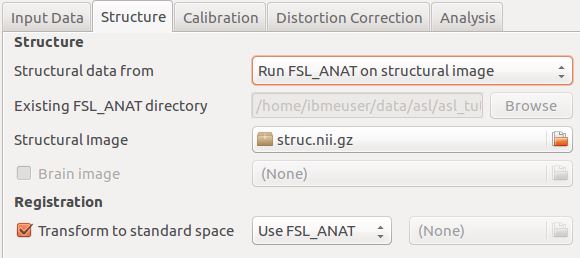 Input Data Structure Calibration Distortion Correction Analysis
Structure
Structural data from Run FSL_ANAT on structural image
Existing FSL_ANAT directory /home/ibmeuser/data/asl/asl_tu Browse
Structural Image struc.nii.gz
Brain image (None)
Registration
Transform to standard space Use FSL_ANAT (None)